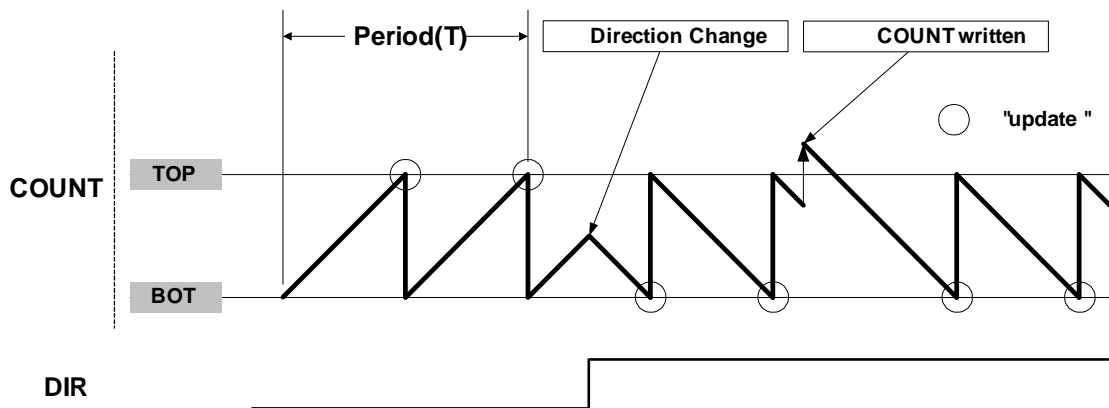 Period(T)
Direction Change
COUNT written
"update "
TOP
COUNT
BOT
DIR